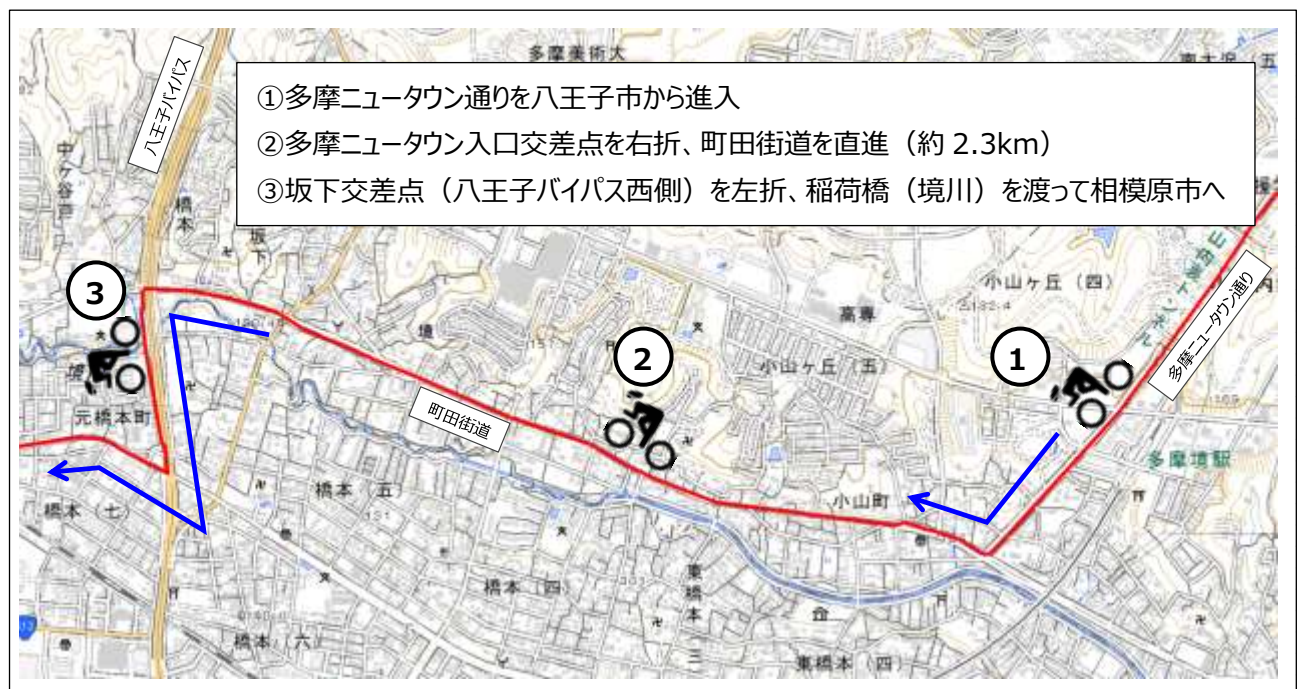 多摩美術大
八王子バイパス
①多摩ニュータウン通りを八王子市から進入
②多摩ニュータウン入口交差点を右折、町田街道を直進（約 2.3km）
③坂下交差点（八王子バイパス西側）を左折、稲荷橋（境川）を渡って相模原市へ
中ケ谷戸
橋本
坂下
小山ヶ丘（四）
多摩ニュータウン通り
高専
境
小山ヶ丘（五）
3
2
1
境
元橋本町
町田街道
多摩境駅
小山町
橋本（五）
橋本（七）
橋本（四）
東橋本三
橋本（六）
東橋本（四）